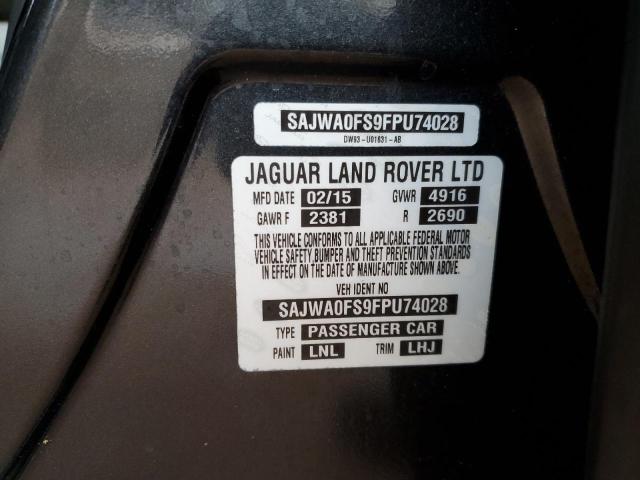 SAJWA0FS9FPU74028
DW93-U01831-AB
JAGUAR LAND ROVER LTD
MFD DATE 02/15 GVWR 4916
GAWR F 2381 R 2690
THIS VEHICLE CONFORMS TO ALL APPLICABLE FEDERAL MOTOR
VEHICLE SAFETY,BUMPER AND THEFT PREVENTION STANDARDS
IN EFFECT ON THE DATE OF MANUFACTURE SHOWN ABOVE.
VEH IDENT NO
SAJWA0FS9FPU74028
TYPE PASSENGER CAR
PAINT LNL TRIM LHJ